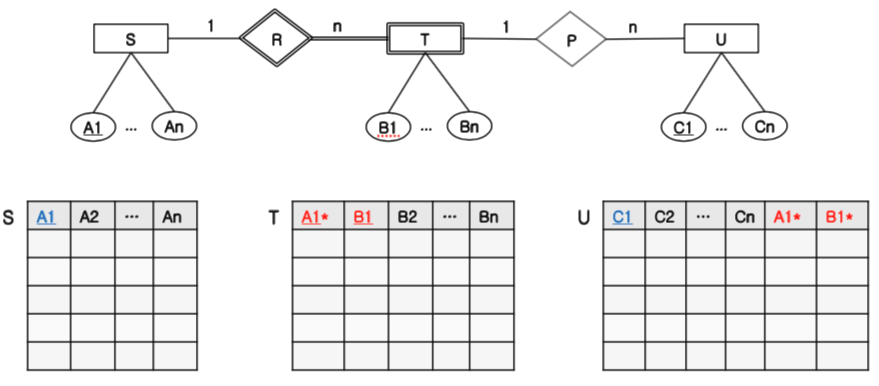 1 n 1 n
S R T P U
A1 ... An B1 ... Bn C1 ... Cn
S A1 A2 ... An T A1* B1 B2 ... Bn U C1 C2 ... Cn A1* B1*